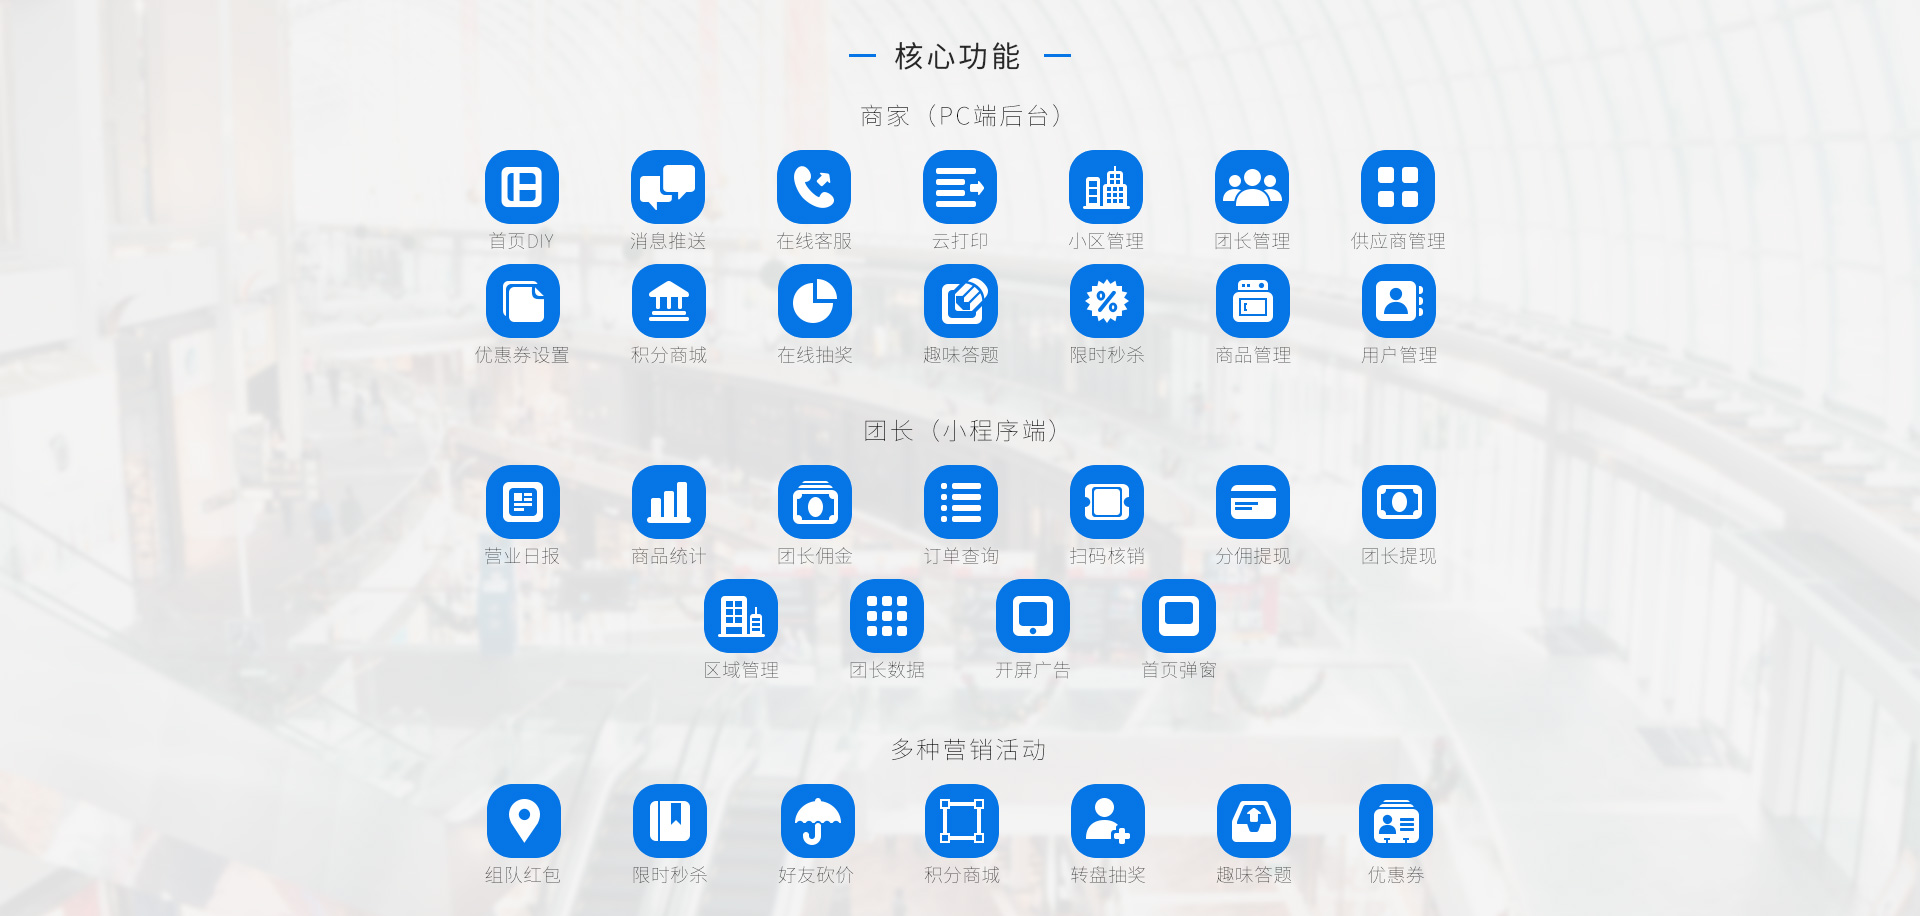 核心功能
商家（PC端后台）
首页DIY 消息推送 在线客服 云打印 小区管理 团长管理 供应商管理
优惠券设置 积分商城 在线抽奖 趣味答题 限时秒杀 商品管理 用户管理
团长（小程序端）
营业日报 商品统计 团长佣金 订单查询 扫码核销 分佣提现 团长提现
区域管理 团长数据 开屏广告 首页弹窗
多种营销活动
组队红包 限时秒杀 好友砍价 积分商城 转盘抽奖 趣味答题 优惠券